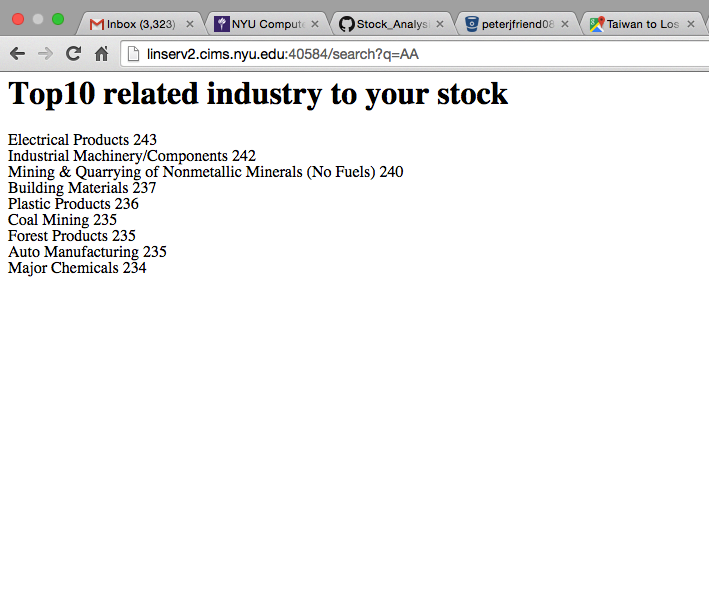 Inbox (3,323)
NYU Compute
Stock_Analysi
peterjfriend08
Taiwan to Los
linserv2.cims.nyu.edu:40584/search?q=AA
Top10 related industry to your stock
Electrical Products 243
Industrial Machinery/Components 242
Mining & Quarrying of Nonmetallic Minerals (No Fuels) 240
Building Materials 237
Plastic Products 236
Coal Mining 235
Forest Products 235
Auto Manufacturing 235
Major Chemicals 234